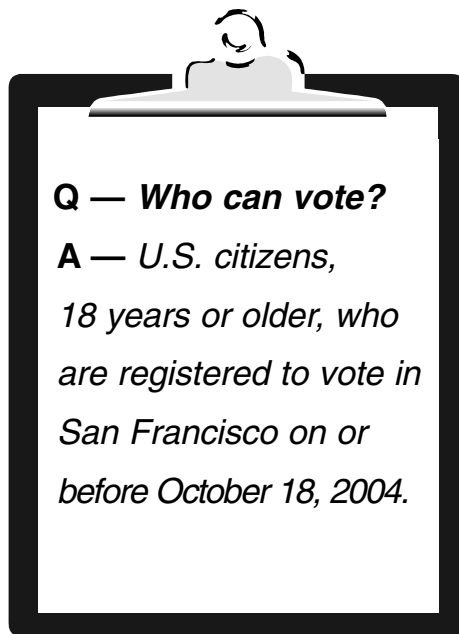 Q — Who can vote?
A — U.S. citizens,
18 years or older, who
are registered to vote in
San Francisco on or
before October 18, 2004.